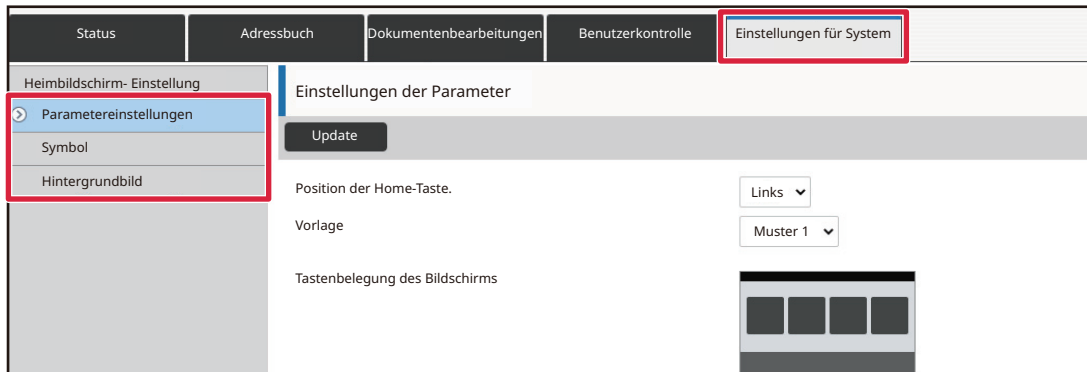 Status
Adressbuch
Dokumentenbearbeitungen
Benutzerkontrolle
Einstellungen für System
Heimbildschirm- Einstellung
Parametereinstellungen
Symbol
Hintergrundbild
Einstellungen der Parameter
Update
Position der Home-Taste.
Links
Vorlage
Muster 1
Tastenbelegung des Bildschirms